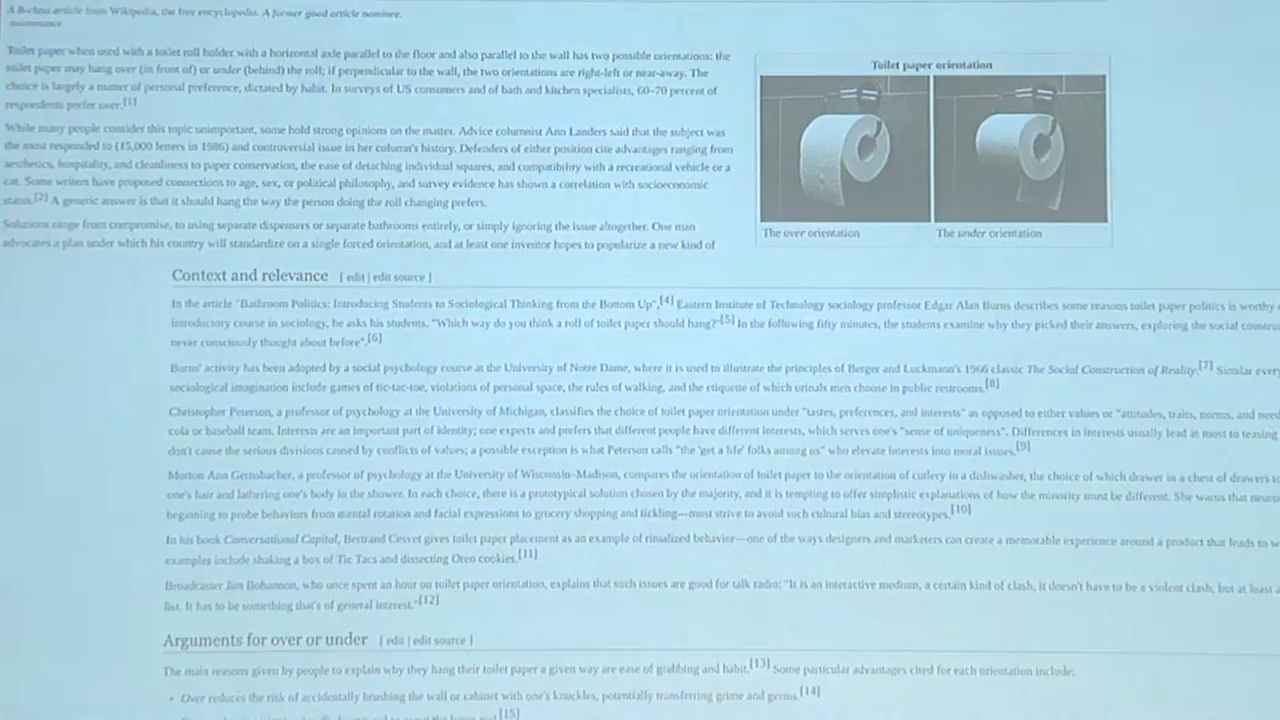 A B-class article from Wikipedia, the free encyclopedia. A former good article nominee.
maintenance
Toilet paper when used with a toilet roll holder with a horizontal axle parallel to the floor and also parallel to the wall has two possible orientations: the
toilet paper may hang over (in front of) or under (behind) the roll; if perpendicular to the wall, the two orientations are right-left or near-away. The
choice is largely a matter of personal preference, dictated by habit. In surveys of US consumers and of bath and kitchen specialists, 60–70 percent of
respondents prefer over.[1]
While many people consider this topic unimportant, some hold strong opinions on the matter. Advice columnist Ann Landers said that the subject was
the most responded to (15,000 letters in 1986) and controversial issue in her column's history. Defenders of either position cite advantages ranging from
aesthetics, hospitality, and cleanliness to paper conservation, the ease of detaching individual squares, and compatibility with a recreational vehicle or a
cat. Some writers have proposed connections to age, sex, or political philosophy, and survey evidence has shown a correlation with socioeconomic
status.[2] A generic answer is that it should hang the way the person doing the roll changing prefers.
Solutions range from compromise, to using separate dispensers or separate bathrooms entirely, or simply ignoring the issue altogether. One man
advocates a plan under which his country will standardize on a single forced orientation, and at least one inventor hopes to popularize a new kind of
Toilet paper orientation
The over orientation
The under orientation
Context and relevance [ edit | edit source ]
In the article "Bathroom Politics: Introducing Students to Sociological Thinking from the Bottom Up",[4] Eastern Institute of Technology sociology professor Edgar Alan Burns describes some reasons toilet paper politics is worthy
introductory course in sociology, he asks his students, "Which way do you think a roll of toilet paper should hang?"[5] In the following fifty minutes, the students examine why they picked their answers, exploring the social constru
never consciously thought about before".[6]
Burns' activity has been adopted by a social psychology course at the University of Notre Dame, where it is used to illustrate the principles of Berger and Luckmann's 1966 classic The Social Construction of Reality.[7] Similar every
sociological imagination include games of tic-tac-toe, violations of personal space, the rules of walking, and the etiquette of which urinals men choose in public restrooms.[8]
Christopher Peterson, a professor of psychology at the University of Michigan, classifies the choice of toilet paper orientation under "tastes, preferences, and interests" as opposed to either values or "attitudes, traits, norms, and need
cola or baseball team. Interests are an important part of identity; one expects and prefers that different people have different interests, which serves one's "sense of uniqueness". Differences in interests usually lead at most to teasing
don't cause the serious divisions caused by conflicts of values; a possible exception is what Peterson calls "the 'get a life' folks among us" who elevate interests into moral issues.[9]
Morton Ann Gernsbacher, a professor of psychology at the University of Wisconsin–Madison, compares the orientation of toilet paper to the orientation of cutlery in a dishwasher, the choice of which drawer in a chest of drawers to
one's hair and lathering one's body in the shower. In each choice, there is a prototypical solution chosen by the majority, and it is tempting to offer simplistic explanations of how the minority must be different. She warns that neuro
beginning to probe behaviors from mental rotation and facial expressions to grocery shopping and tickling—must strive to avoid such cultural bias and stereotypes.[10]
In his book Conversational Capital, Bertrand Cesvet gives toilet paper placement as an example of ritualized behavior—one of the ways designers and marketers can create a memorable experience around a product that leads to w
examples include shaking a box of Tic Tacs and dissecting Oreo cookies.[11]
Broadcaster Jim Bohannon, who once spent an hour on toilet paper orientation, explains that such issues are good for talk radio: "It is an interactive medium, a certain kind of clash, it doesn't have to be a violent clash, but at least a
fist. It has to be something that's of general interest."[12]
Arguments for over or under [ edit | edit source ]
The main reasons given by people to explain why they hang their toilet paper a given way are ease of grabbing and habit.[13] Some particular advantages cited for each orientation include:
• Over reduces the risk of accidentally brushing the wall or cabinet with one's knuckles, potentially transferring grime and germs.[14]
[15]